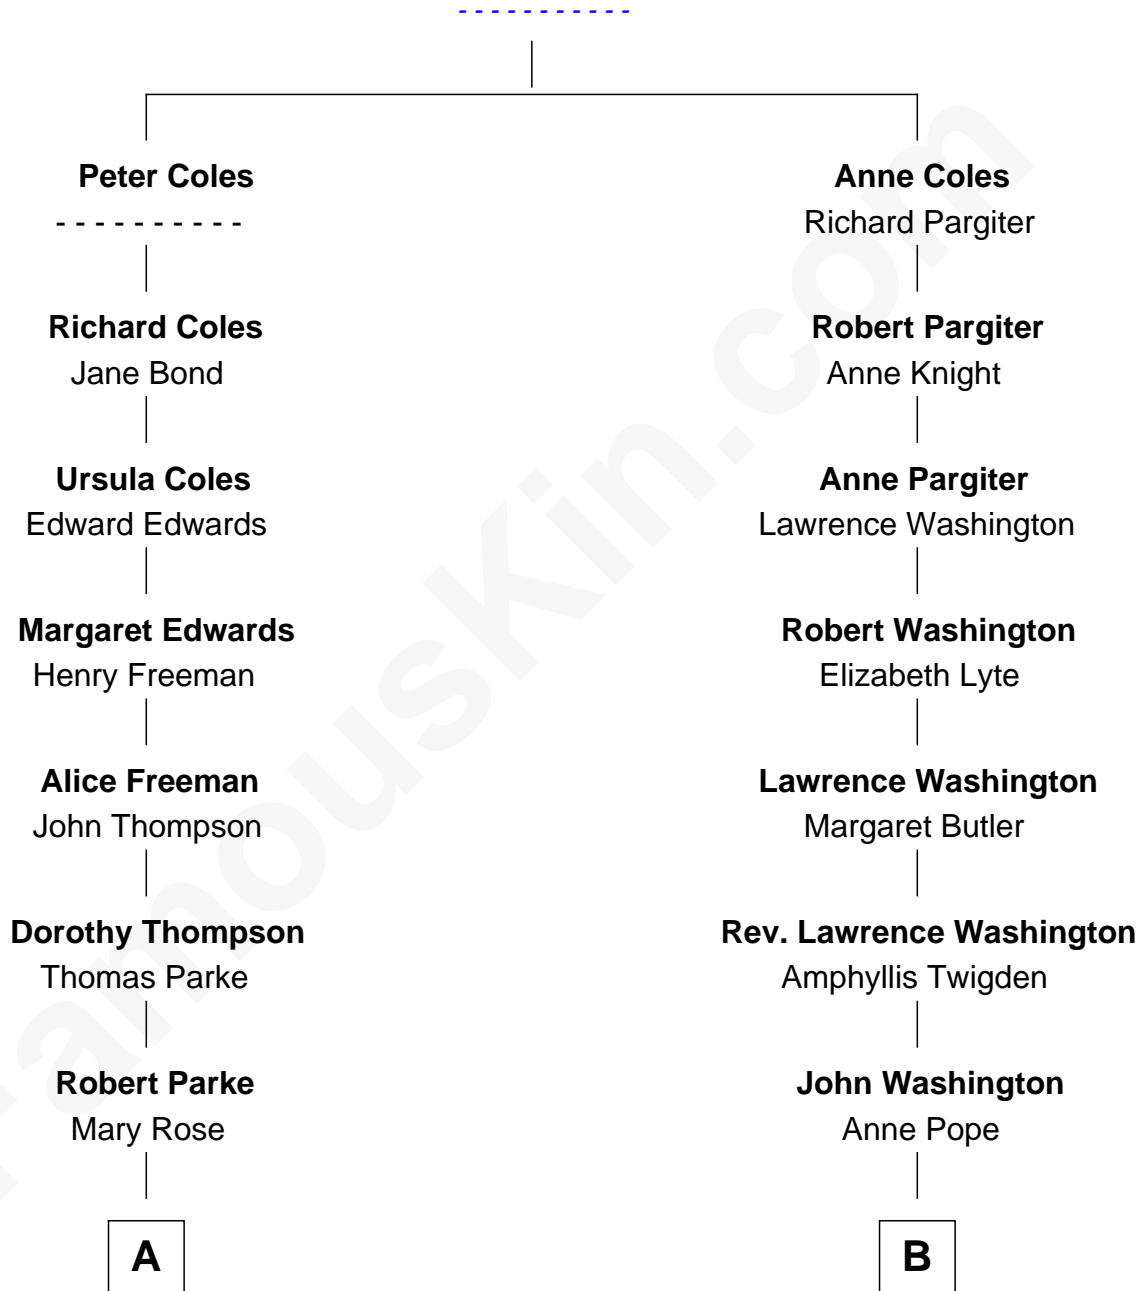 - - - - - - - - - - -
Peter Coles
- - - - - - - - - -
Anne Coles
Richard Pargiter
Richard Coles
Jane Bond
Robert Pargiter
Anne Knight
Ursula Coles
Edward Edwards
Anne Pargiter
Lawrence Washington
Margaret Edwards
Henry Freeman
Robert Washington
Elizabeth Lyte
Alice Freeman
John Thompson
Lawrence Washington
Margaret Butler
Dorothy Thompson
Thomas Parke
Rev. Lawrence Washington
Amphyllis Twigden
Robert Parke
Mary Rose
John Washington
Anne Pope
A
B
FamousKin.com